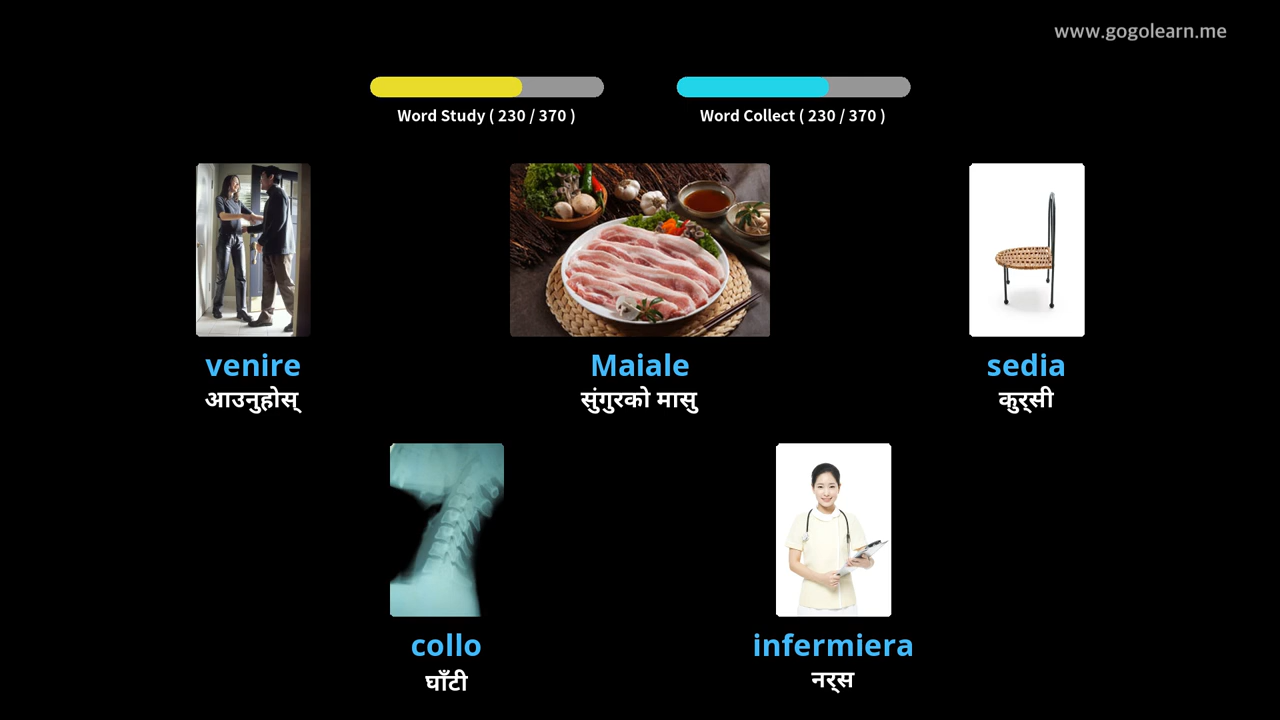 www.gogolearn.me
Word Study ( 230 / 370 )
Word Collect ( 230 / 370 )
venire
आउनुहोस्
Maiale
सुंगुरको मासु
sedia
कुर्सी
collo
घाँटी
infermiera
नर्स